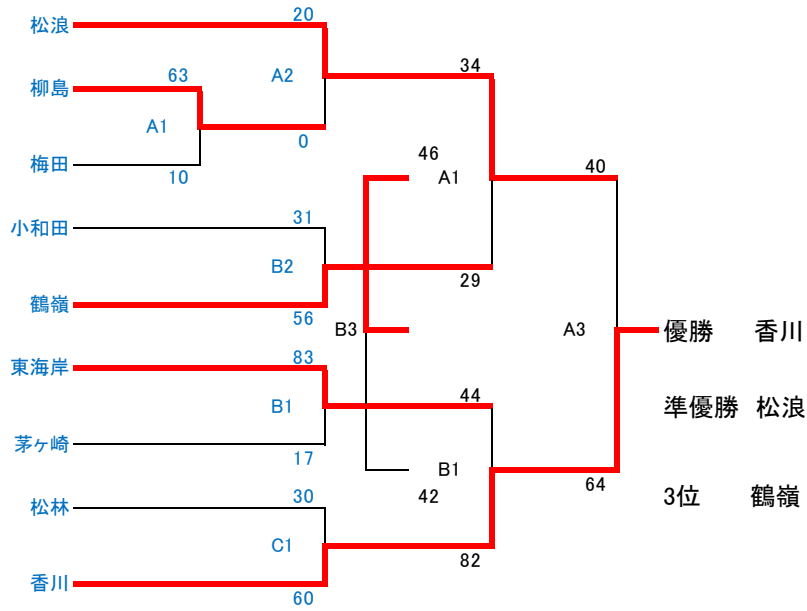 松浪
20
A2
34
柳島
63
A1
0
梅田
10
46
A1
40
小和田
31
B2
29
鶴嶺
56
B3
A3
優勝 香川
東海岸
83
B1
44
準優勝 松浪
茅ヶ崎
17
B1
42
64
3位 鶴嶺
松林
30
C1
82
香川
60